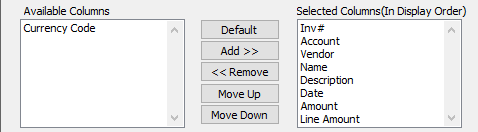 Available Columns
Currency Code
Default
Add >>
<< Remove
Move Up
Move Down
Selected Columns(In Display Order)
Inv#
Account
Vendor
Name
Description
Date
Amount
Line Amount